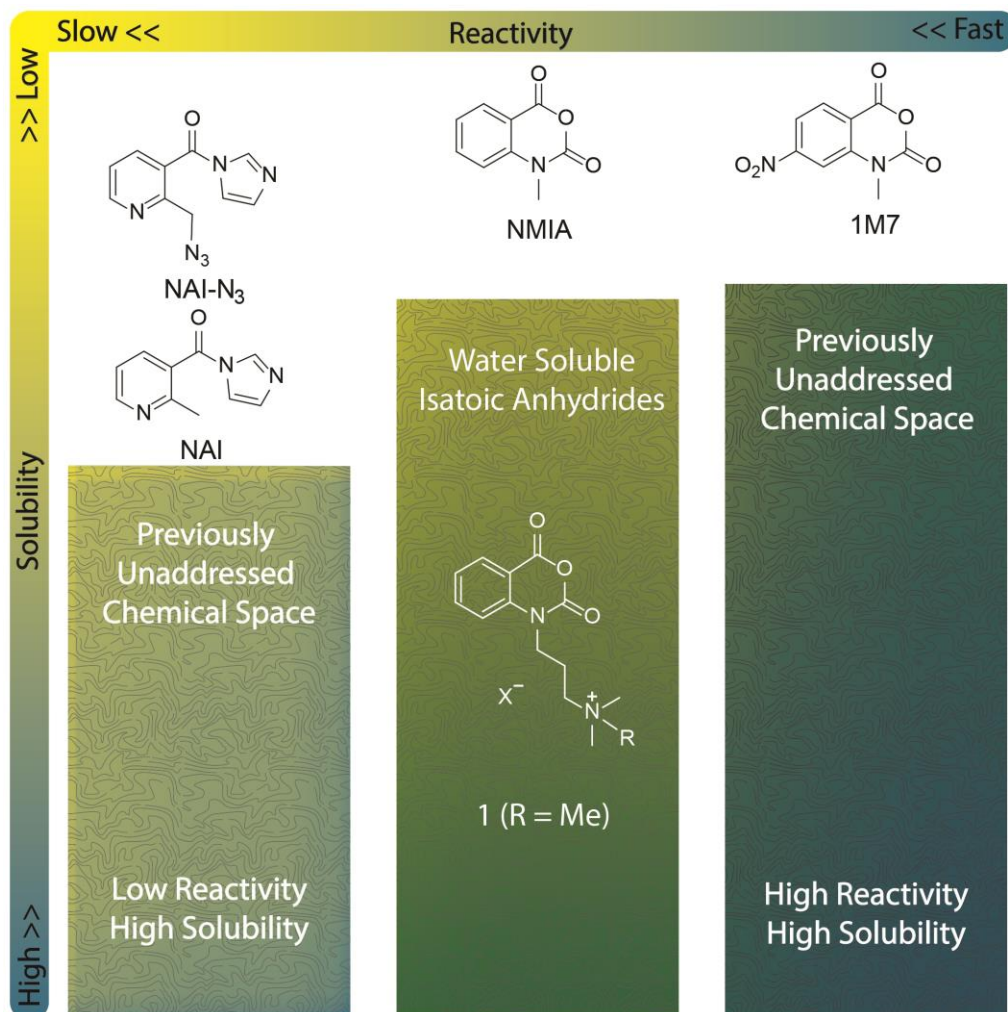 Slow <<
Reactivity
<< Fast
>> Low
Solubility
High >>
O
N
N
N
N₃
NAI-N₃
O
N
N
N
NAI
O
O
N
O
NMIA
O
O
O₂N
N
O
1M7
Previously
Unaddressed
Chemical Space
Low Reactivity
High Solubility
Water Soluble
Isatoic Anhydrides
O
O
N
O
X⁻
N⁺
R
1 (R = Me)
Previously
Unaddressed
Chemical Space
High Reactivity
High Solubility